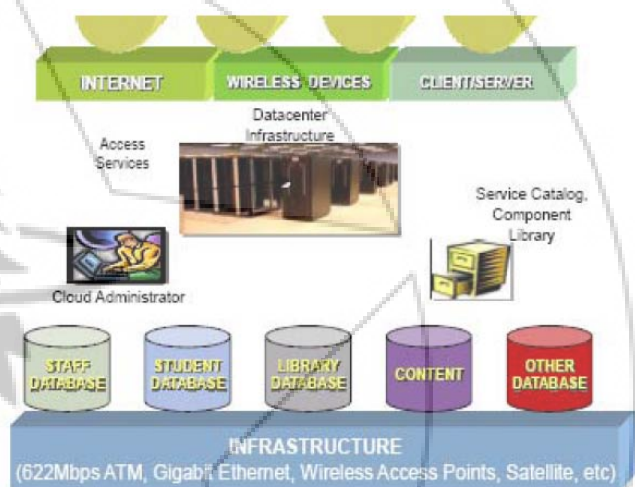 INTERNET
WIRELESS DEVICES
CLIENT/SERVER
Datacenter
Infrastructure
Access
Services
Service Catalog,
Component
Library
Cloud Administrator
STAFF
DATABASE
STUDENT
DATABASE
LIBRARY
DATABASE
CONTENT
OTHER
DATABASE
INFRASTRUCTURE
(622Mbps ATM, Gigabit Ethernet, Wireless Access Points, Satellite, etc)